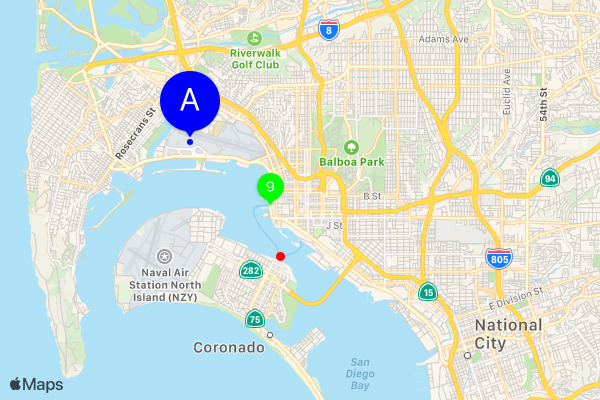 8
Adams Ave
Riverwalk
Golf Club
Euclid Ave
54th St
A
Rosecrans St
Balboa Park
94
9
B St
J St
Naval Air
Station North
Island (NZY)
282
805
15
E Division St
75
National
City
Coronado
San
Diego
Bay
Maps